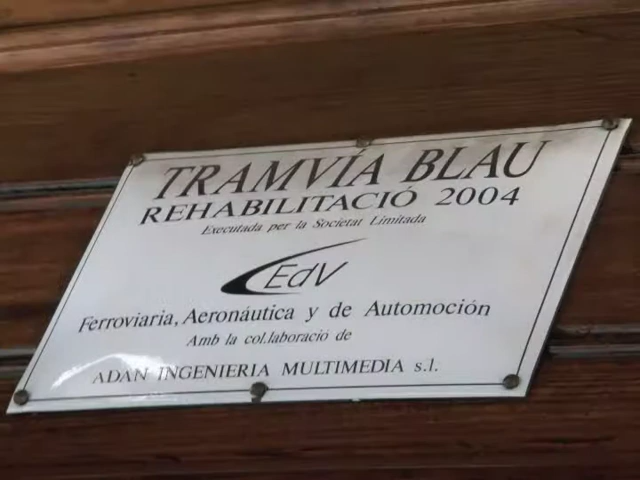 TRAMVÍA BLAU
REHABILITACIÓ 2004
Executada per la Societat Limitada
EdV
Ferroviaria, Aeronáutica y de Automoción
Amb la col.laboració de
ADAN INGENIERIA MULTIMEDIA s.l.